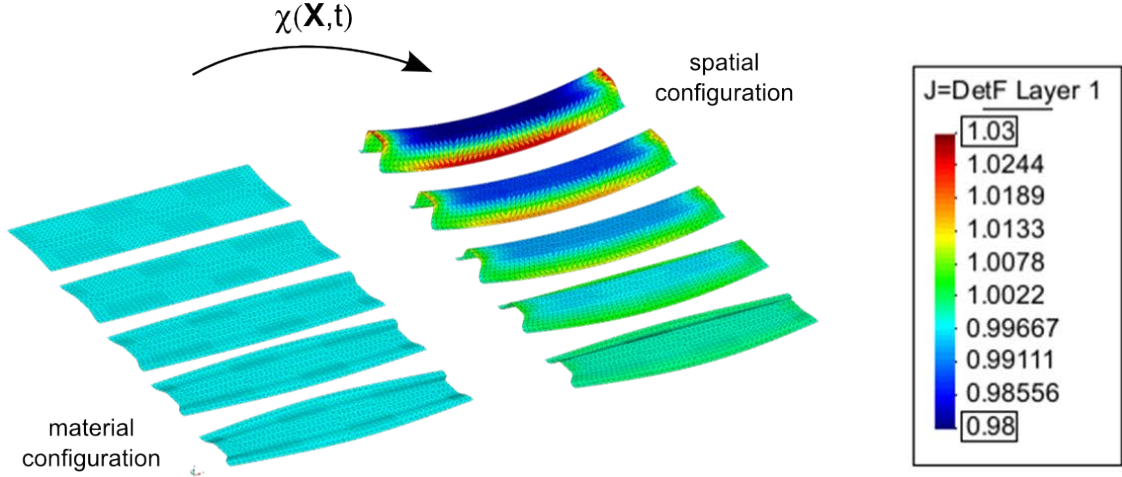 χ(X,t)
spatial
configuration
material
configuration
J=DetF Layer 1
1.03
1.0244
1.0189
1.0133
1.0078
1.0022
0.99667
0.99111
0.98556
0.98